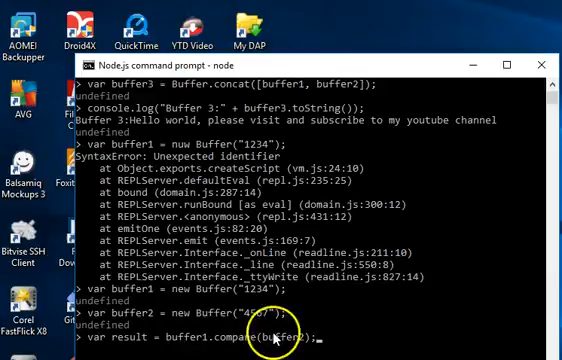 AOMEI
Backupper
Droid4X
QuickTime
YTD Video
My DAP
Node.js command prompt - node
> var buffer3 = Buffer.concat([buffer1, buffer2]);
undefined
> console.log("Buffer 3:" + buffer3.toString());
Buffer 3:Hello world, please visit and subscribe to my youtube channel
undefined
> var buffer1 = nuw Buffer("1234");
SyntaxError: Unexpected identifier
at Object.exports.createScript (vm.js:24:10)
at REPLServer.defaultEval (repl.js:235:25)
at bound (domain.js:287:14)
at REPLServer.runBound [as eval] (domain.js:300:12)
at REPLServer.<anonymous> (repl.js:431:12)
at emitOne (events.js:82:20)
at REPLServer.emit (events.js:169:7)
at REPLServer.Interface._onLine (readline.js:211:10)
at REPLServer.Interface._line (readline.js:550:8)
at REPLServer.Interface._ttyWrite (readline.js:827:14)
> var buffer1 = new Buffer("1234");
undefined
> var buffer2 = new Buffer("4567");
undefined
> var result = buffer1.compare(buffer2);_
AVG
Balsamiq
Mockups 3
Foxit
Bitvise SSH
Client
Corel
FastFlick X8